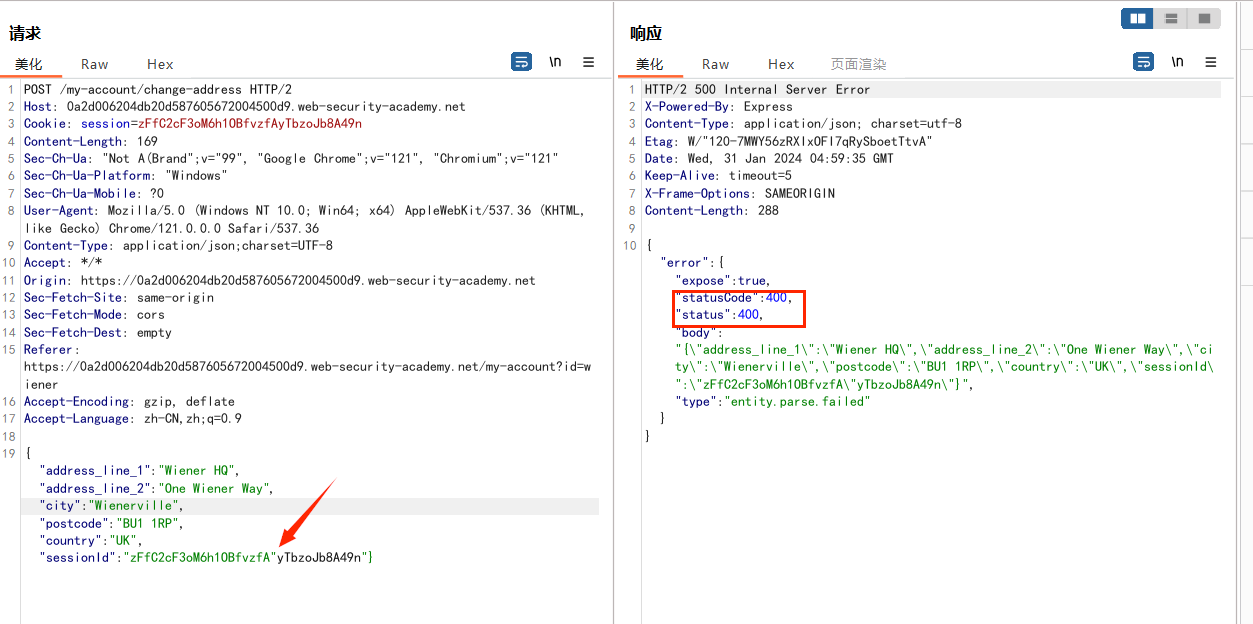 请求
美化 Raw Hex \n
1 POST /my-account/change-address HTTP/2
2 Host: 0a2d006204db20d587605672004500d9.web-security-academy.net
3 Cookie: session=zFfC2cF3oM6h1OBfvzfAyTbzoJb8A49n
4 Content-Length: 169
5 Sec-Ch-Ua: "Not A(Brand";v="99", "Google Chrome";v="121", "Chromium";v="121"
6 Sec-Ch-Ua-Platform: "Windows"
7 Sec-Ch-Ua-Mobile: ?0
8 User-Agent: Mozilla/5.0 (Windows NT 10.0; Win64; x64) AppleWebKit/537.36 (KHTML,
like Gecko) Chrome/121.0.0.0 Safari/537.36
9 Content-Type: application/json;charset=UTF-8
10 Accept: */*
11 Origin: https://0a2d006204db20d587605672004500d9.web-security-academy.net
12 Sec-Fetch-Site: same-origin
13 Sec-Fetch-Mode: cors
14 Sec-Fetch-Dest: empty
15 Referer:
https://0a2d006204db20d587605672004500d9.web-security-academy.net/my-account?id=w
iener
16 Accept-Encoding: gzip, deflate
17 Accept-Language: zh-CN,zh;q=0.9
18
19 {
"address_line_1":"Wiener HQ",
"address_line_2":"One Wiener Way",
"city":"Wienerville",
"postcode":"BU1 1RP",
"country":"UK",
"sessionId":"zFfC2cF3oM6h1OBfvzfA"yTbzoJb8A49n"}
响应
美化 Raw Hex 页面渲染 \n
1 HTTP/2 500 Internal Server Error
2 X-Powered-By: Express
3 Content-Type: application/json; charset=utf-8
4 Etag: W/"120-7MWY56zRXIxOFl7qRySboetTtvA"
5 Date: Wed, 31 Jan 2024 04:59:35 GMT
6 Keep-Alive: timeout=5
7 X-Frame-Options: SAMEORIGIN
8 Content-Length: 288
9
10 {
"error":{
"expose":true,
"statusCode":400,
"status":400,
"body":
"{\"address_line_1\":\"Wiener HQ\",\"address_line_2\":\"One Wiener Way\",\"ci
ty\":\"Wienerville\",\"postcode\":\"BU1 1RP\",\"country\":\"UK\",\"sessionId\
":\"zFfC2cF3oM6h1OBfvzfA\"yTbzoJb8A49n\"}",
"type":"entity.parse.failed"
}
}